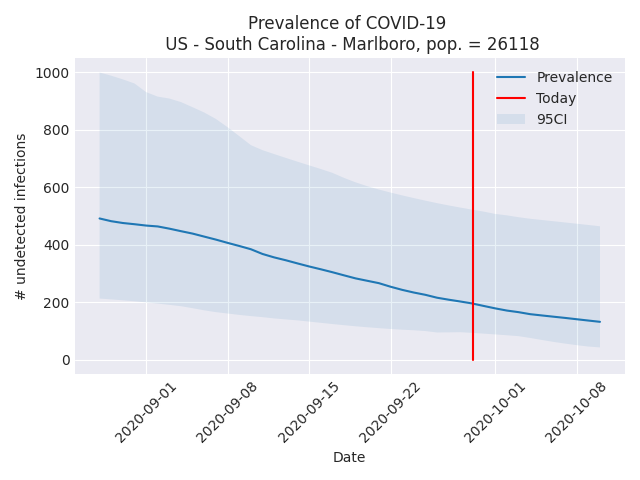 Prevalence of COVID-19
US - South Carolina - Marlboro, pop. = 26118
1000
800
600
400
200
0
# undetected infections
Prevalence
Today
95CI
2020-09-01
2020-09-08
2020-09-15
2020-09-22
2020-10-01
2020-10-08
Date